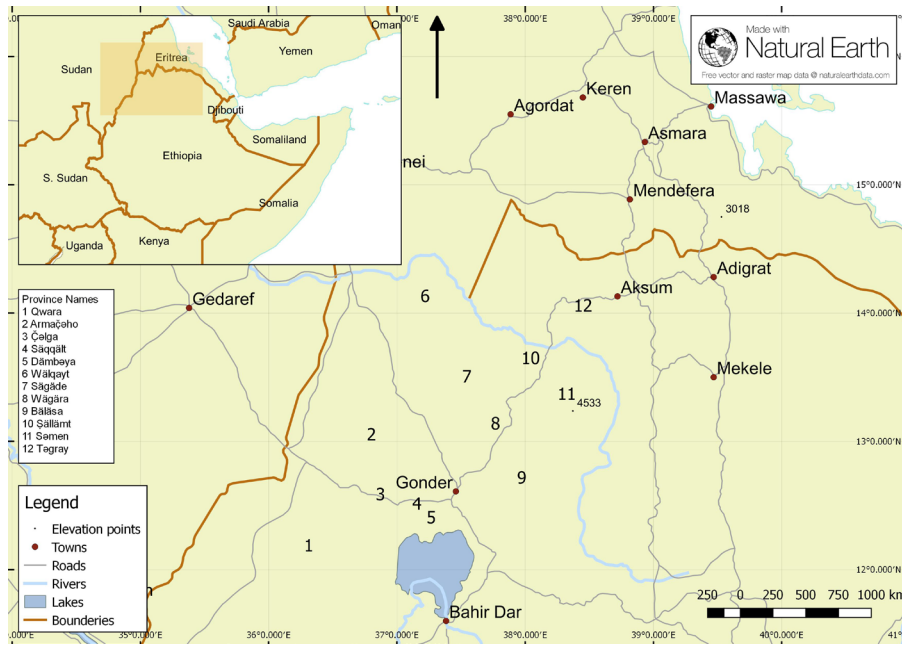 Saudi Arabia
Oman
Yemen
Eritrea
Sudan
Djibouti
Somaliland
Ethiopia
S. Sudan
Somalia
Kenya
Uganda
.000'E
38°0.000'E
39°0.000'E
Made with
Natural Earth
Free vector and raster map data @ naturalearthdata.com
Keren
Massawa
Agordat
Asmara
nei
15°0.000'N
Mendefera
3018
Adigrat
Aksum
Gedaref
6
12
14°0.000'N
10
7
Mekele
11
4533
8
2
13°0.000'N
9
Gonder
3
4
5
1
12°0.000'N
Bahir Dar
Province Names
1 Qwara
2 Armaçəho
3 Čəlga
4 Säqqält
5 Dämbəya
6 Wälqayt
7 Sägäde
8 Wägära
9 Bäläsa
10 Ṣällämt
11 Səmen
12 Təgray
Legend
Elevation points
Towns
Roads
Rivers
Lakes
Bounderies
250 0 250 500 750 1000 km
35°0.000'E
36°0.000'E
37°0.000'E
38°0.000'E
39°0.000'E
40°0.000'E